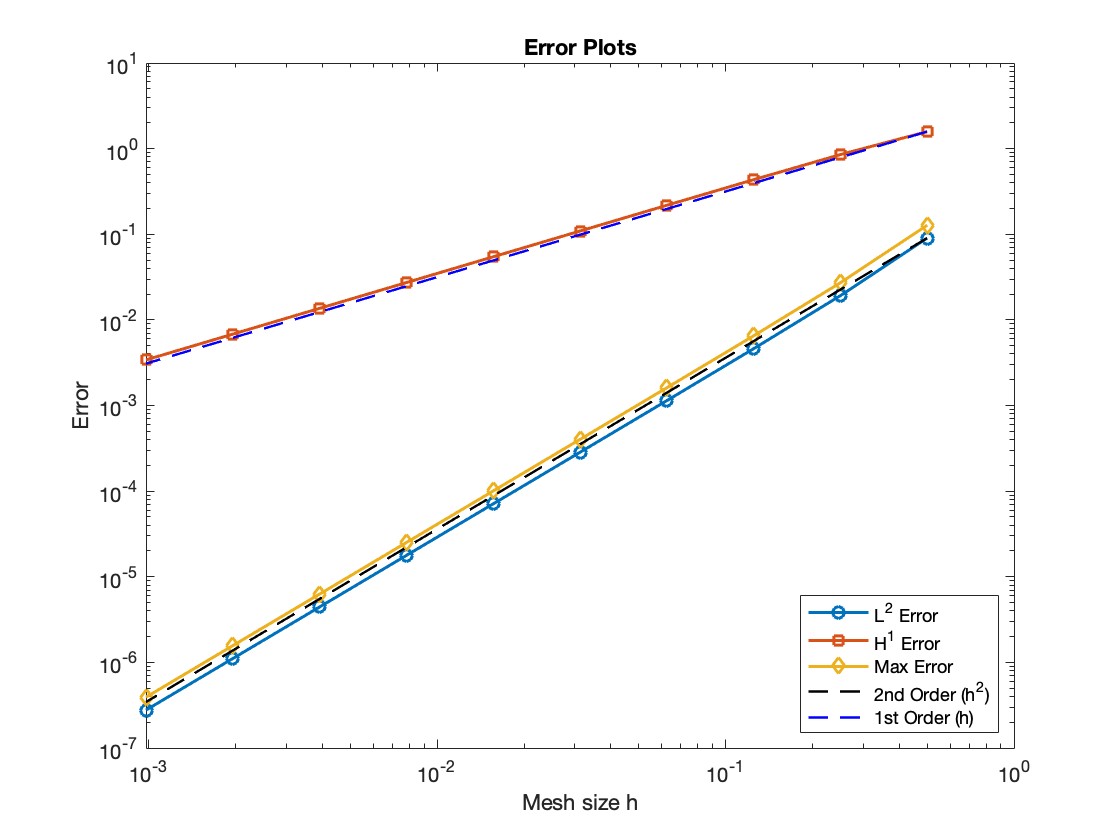 Error Plots
10^1
10^0
10^-1
10^-2
10^-3
10^-4
10^-5
10^-6
10^-7
Error
10^-3
10^-2
10^-1
10^0
Mesh size h
L^2 Error
H^1 Error
Max Error
2nd Order (h^2)
1st Order (h)